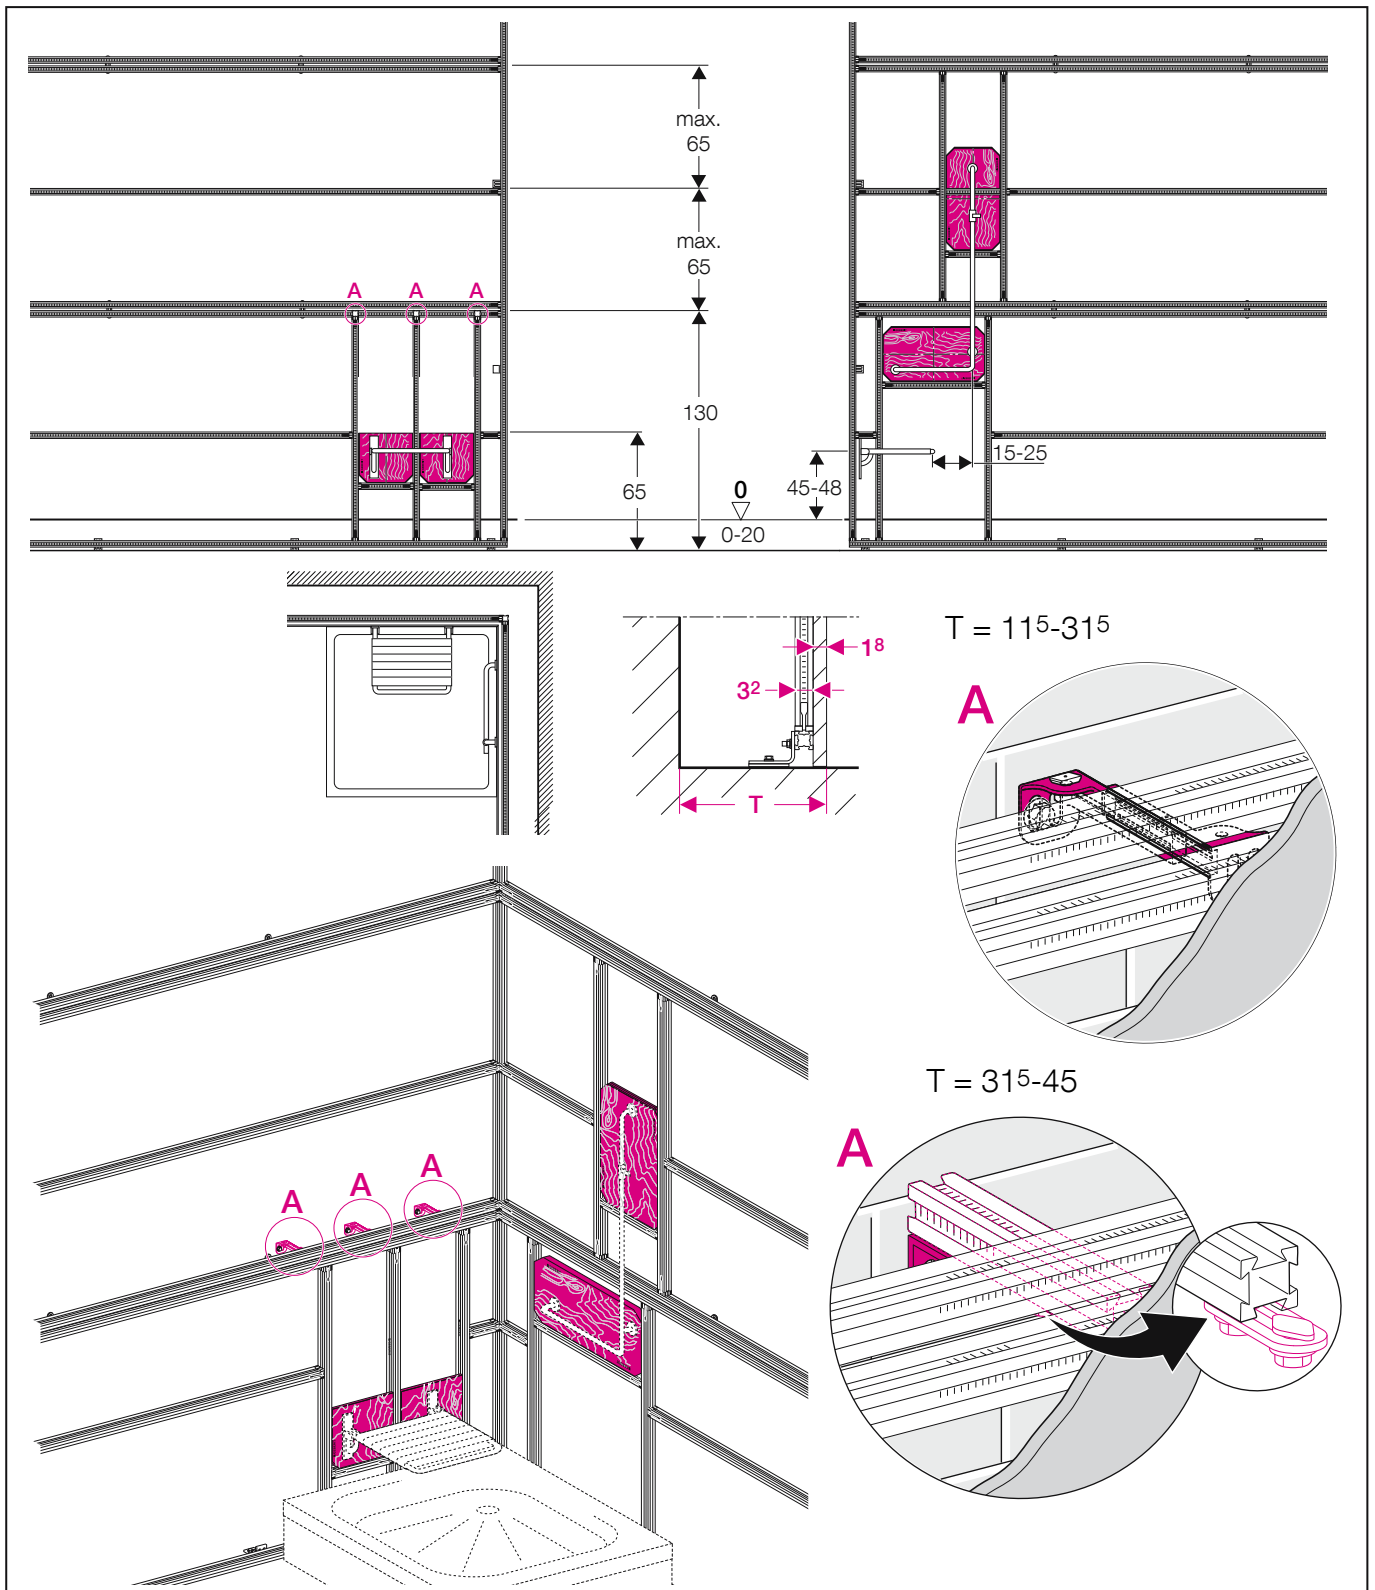 max.
65
max.
65
A A A
130
65
0
0-20
45-48
15-25
T = 11⁵-31⁵
1⁸
3²
T
A
T = 31⁵-45
A
A
A
A